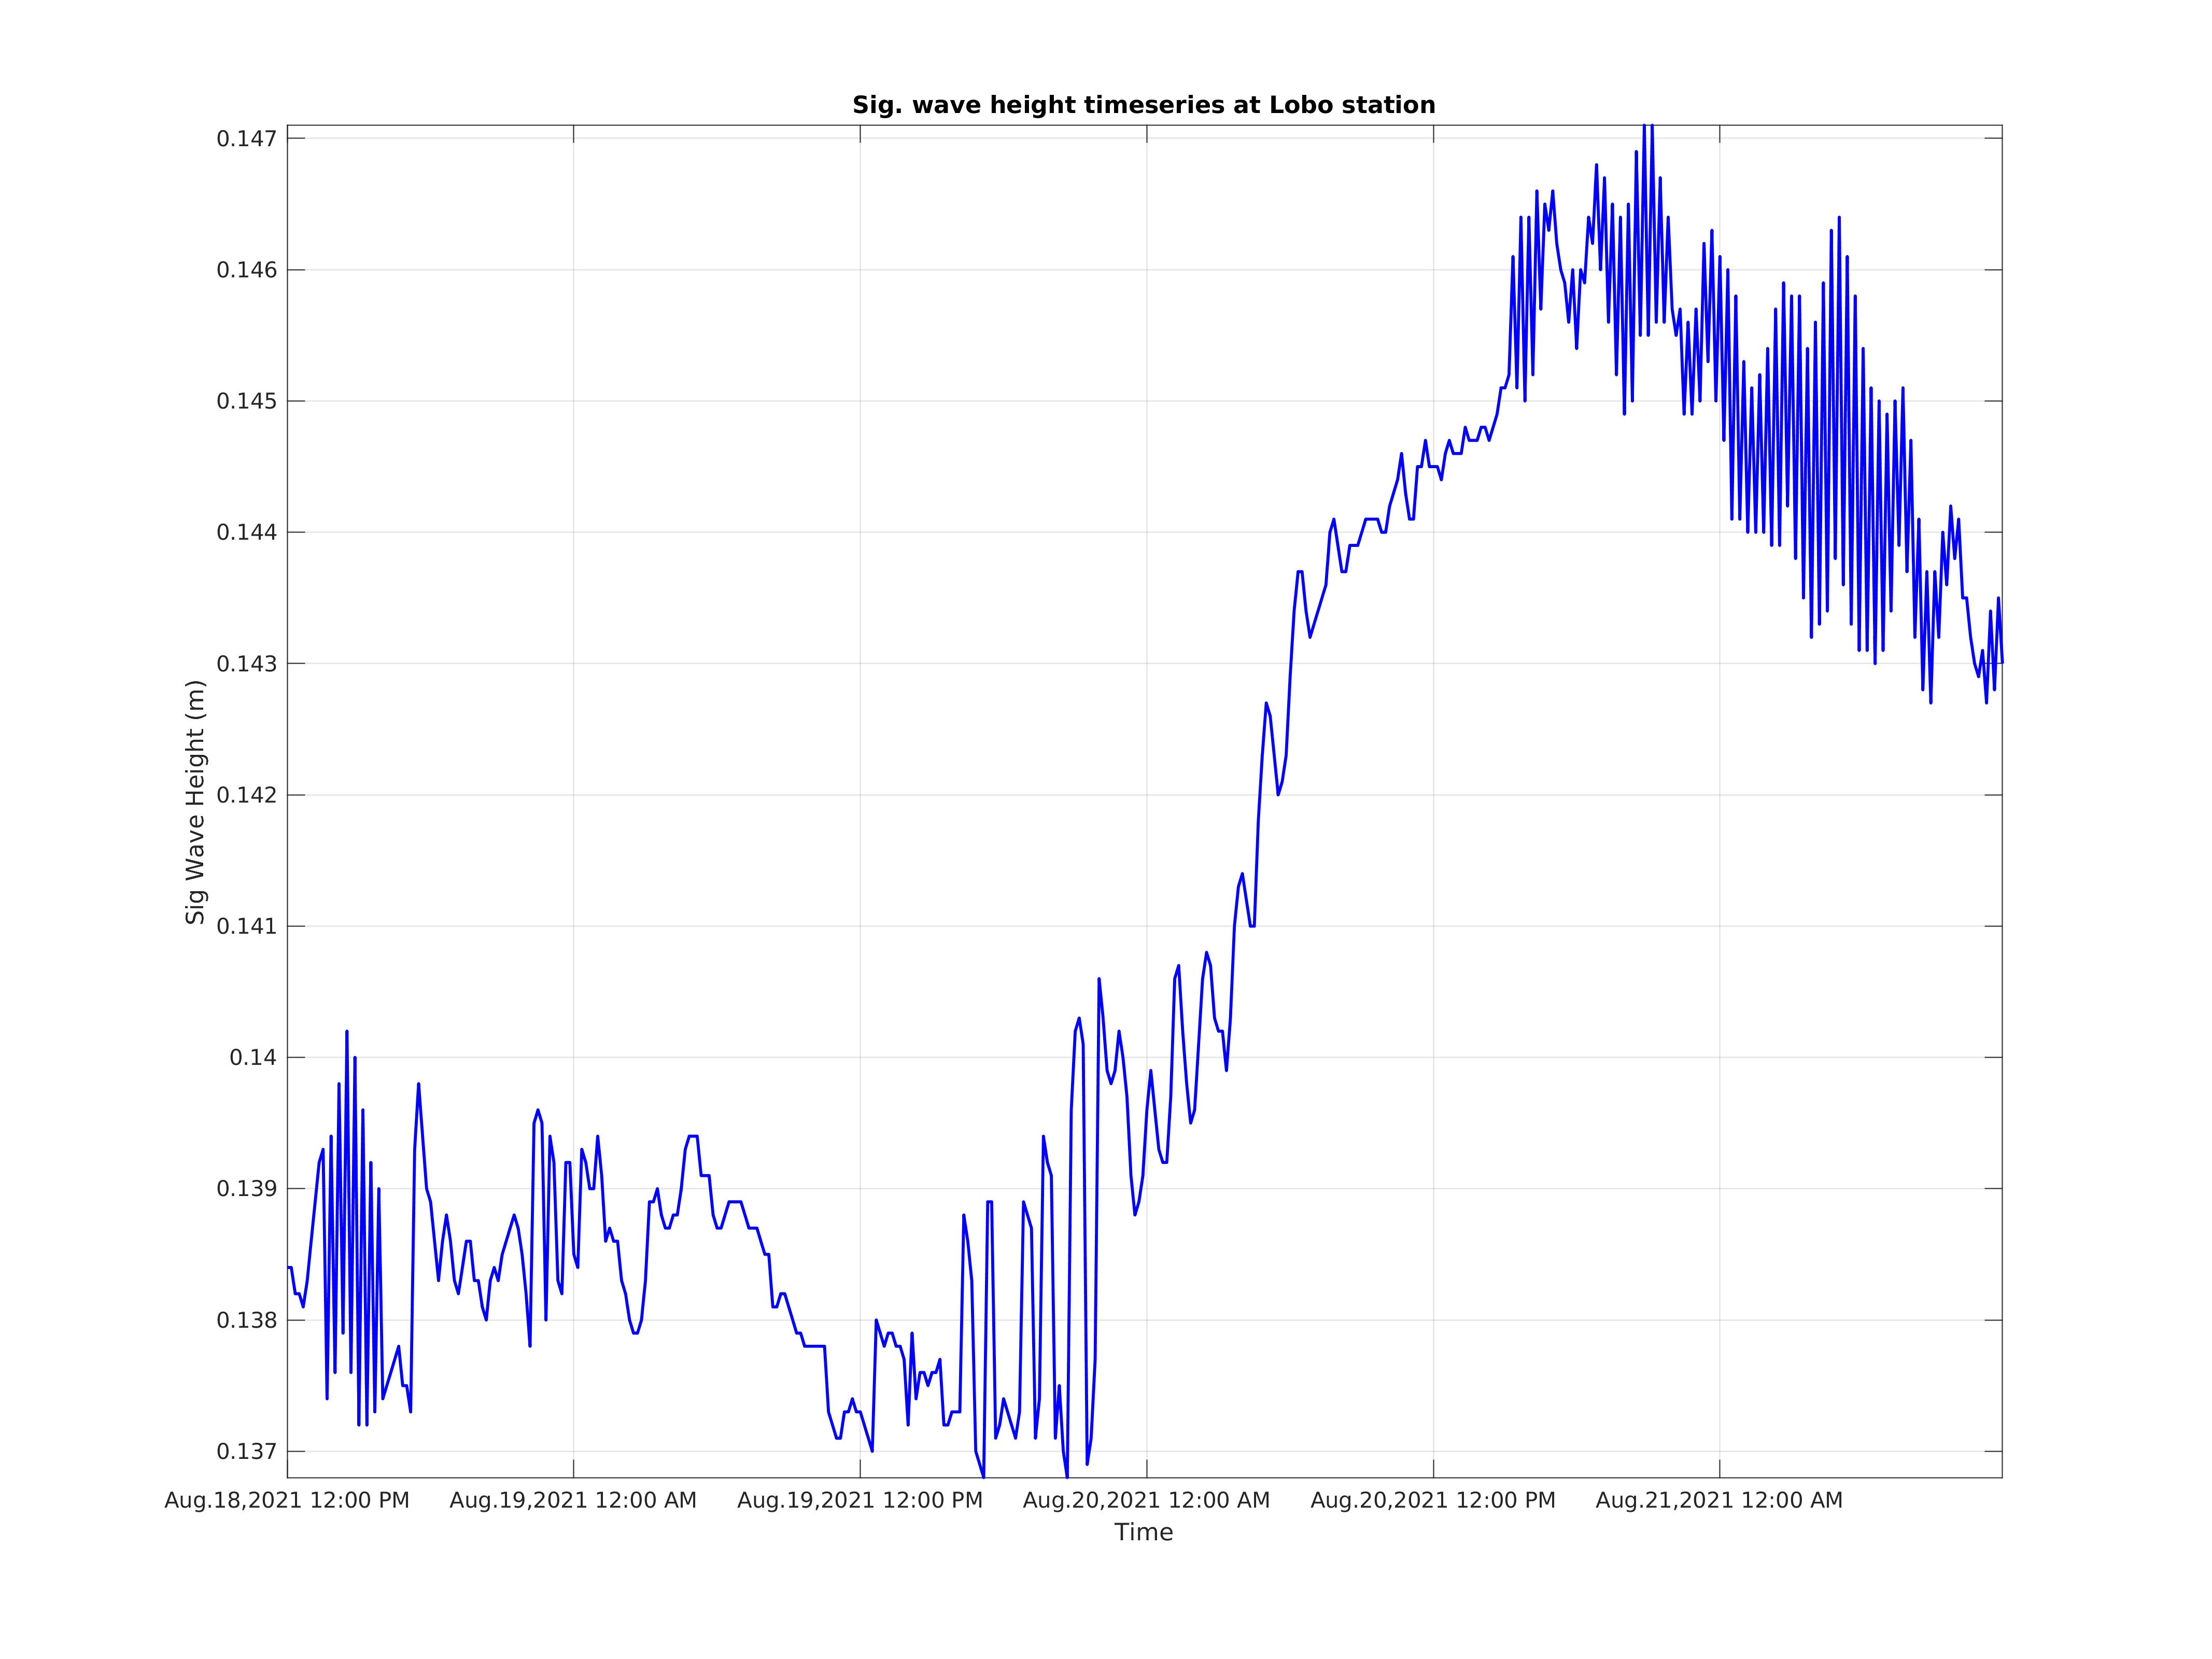 Sig. wave height timeseries at Lobo station
0.147
0.146
0.145
0.144
0.143
0.142
0.141
0.14
0.139
0.138
0.137
Sig Wave Height (m)
Aug.18,2021 12:00 PM Aug.19,2021 12:00 AM Aug.19,2021 12:00 PM Aug.20,2021 12:00 AM Aug.20,2021 12:00 PM Aug.21,2021 12:00 AM
Time